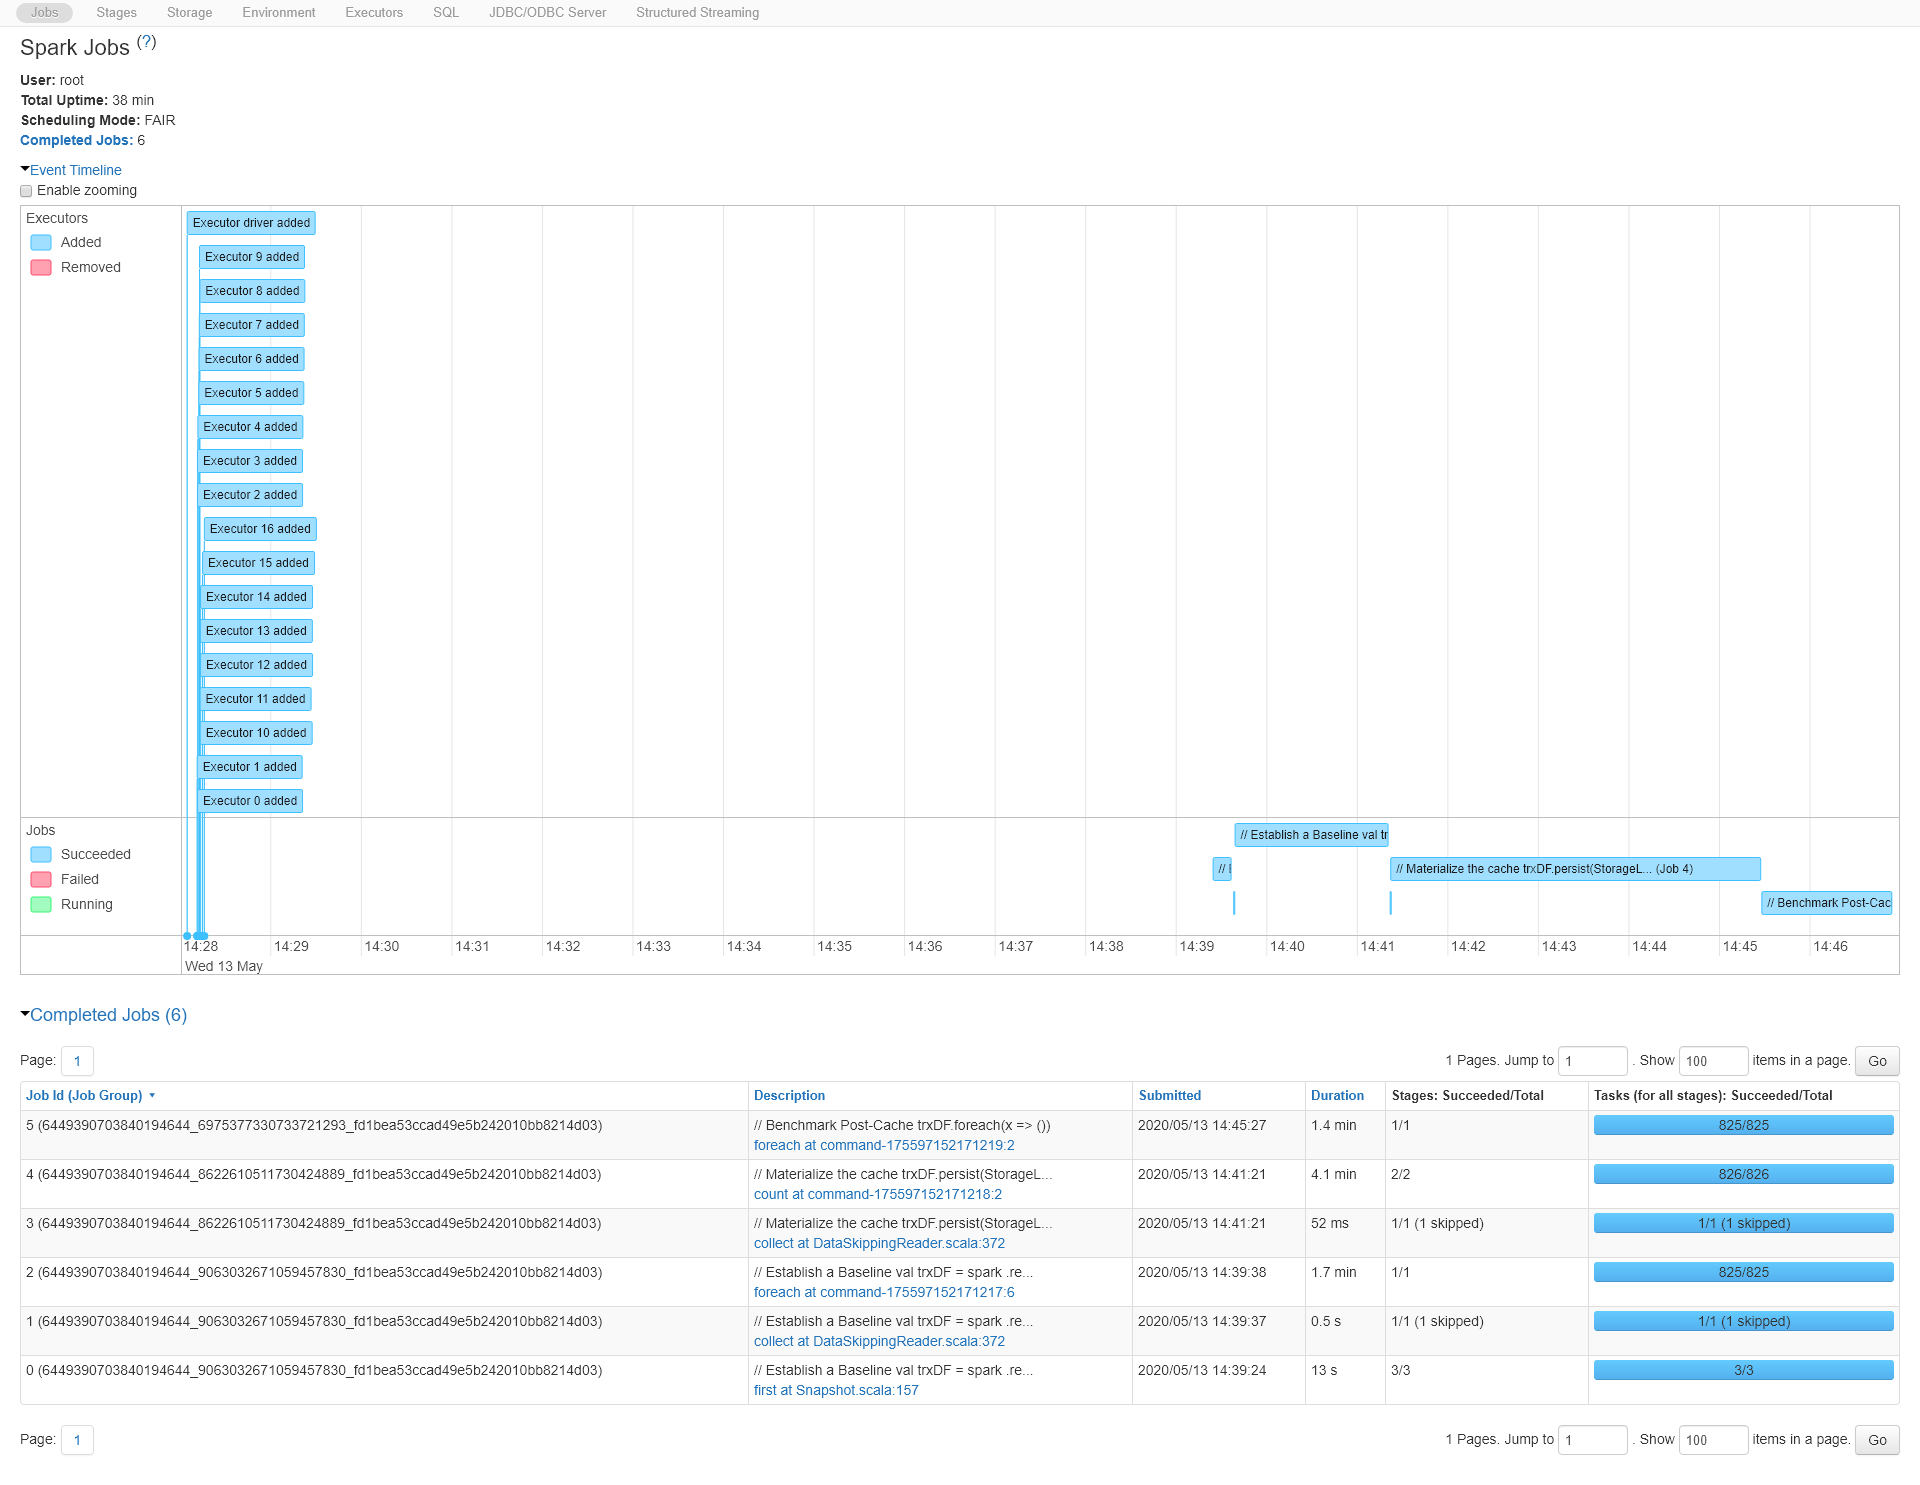 Jobs Stages Storage Environment Executors SQL JDBC/ODBC Server Structured Streaming
Spark Jobs (?)
User: root
Total Uptime: 38 min
Scheduling Mode: FAIR
Completed Jobs: 6
Event Timeline
Enable zooming
Executors
Added
Removed
Executor driver added
Executor 9 added
Executor 8 added
Executor 7 added
Executor 6 added
Executor 5 added
Executor 4 added
Executor 3 added
Executor 2 added
Executor 16 added
Executor 15 added
Executor 14 added
Executor 13 added
Executor 12 added
Executor 11 added
Executor 10 added
Executor 1 added
Executor 0 added
Jobs
Succeeded
Failed
Running
// Establish a Baseline val tr
//
// Materialize the cache trxDF.persist(StorageL... (Job 4)
// Benchmark Post-Cac
14:28 14:29 14:30 14:31 14:32 14:33 14:34 14:35 14:36 14:37 14:38 14:39 14:40 14:41 14:42 14:43 14:44 14:45 14:46
Wed 13 May
Completed Jobs (6)
Page: 1 1 Pages. Jump to 1 . Show 100 items in a page. Go
Job Id (Job Group) Description Submitted Duration Stages: Succeeded/Total Tasks (for all stages): Succeeded/Total
5 (6449390703840194644_6975377330733721293_fd1bea53ccad49e5b242010bb8214d03) // Benchmark Post-Cache trxDF.foreach(x => ()) 2020/05/13 14:45:27 1.4 min 1/1 825/825
foreach at command-175597152171219:2
4 (6449390703840194644_8622610511730424889_fd1bea53ccad49e5b242010bb8214d03) // Materialize the cache trxDF.persist(StorageL... 2020/05/13 14:41:21 4.1 min 2/2 826/826
count at command-175597152171218:2
3 (6449390703840194644_8622610511730424889_fd1bea53ccad49e5b242010bb8214d03) // Materialize the cache trxDF.persist(StorageL... 2020/05/13 14:41:21 52 ms 1/1 (1 skipped) 1/1 (1 skipped)
collect at DataSkippingReader.scala:372
2 (6449390703840194644_9063032671059457830_fd1bea53ccad49e5b242010bb8214d03) // Establish a Baseline val trxDF = spark .re... 2020/05/13 14:39:38 1.7 min 1/1 825/825
foreach at command-175597152171217:6
1 (6449390703840194644_9063032671059457830_fd1bea53ccad49e5b242010bb8214d03) // Establish a Baseline val trxDF = spark .re... 2020/05/13 14:39:37 0.5 s 1/1 (1 skipped) 1/1 (1 skipped)
collect at DataSkippingReader.scala:372
0 (6449390703840194644_9063032671059457830_fd1bea53ccad49e5b242010bb8214d03) // Establish a Baseline val trxDF = spark .re... 2020/05/13 14:39:24 13 s 3/3 3/3
first at Snapshot.scala:157
Page: 1 1 Pages. Jump to 1 . Show 100 items in a page. Go